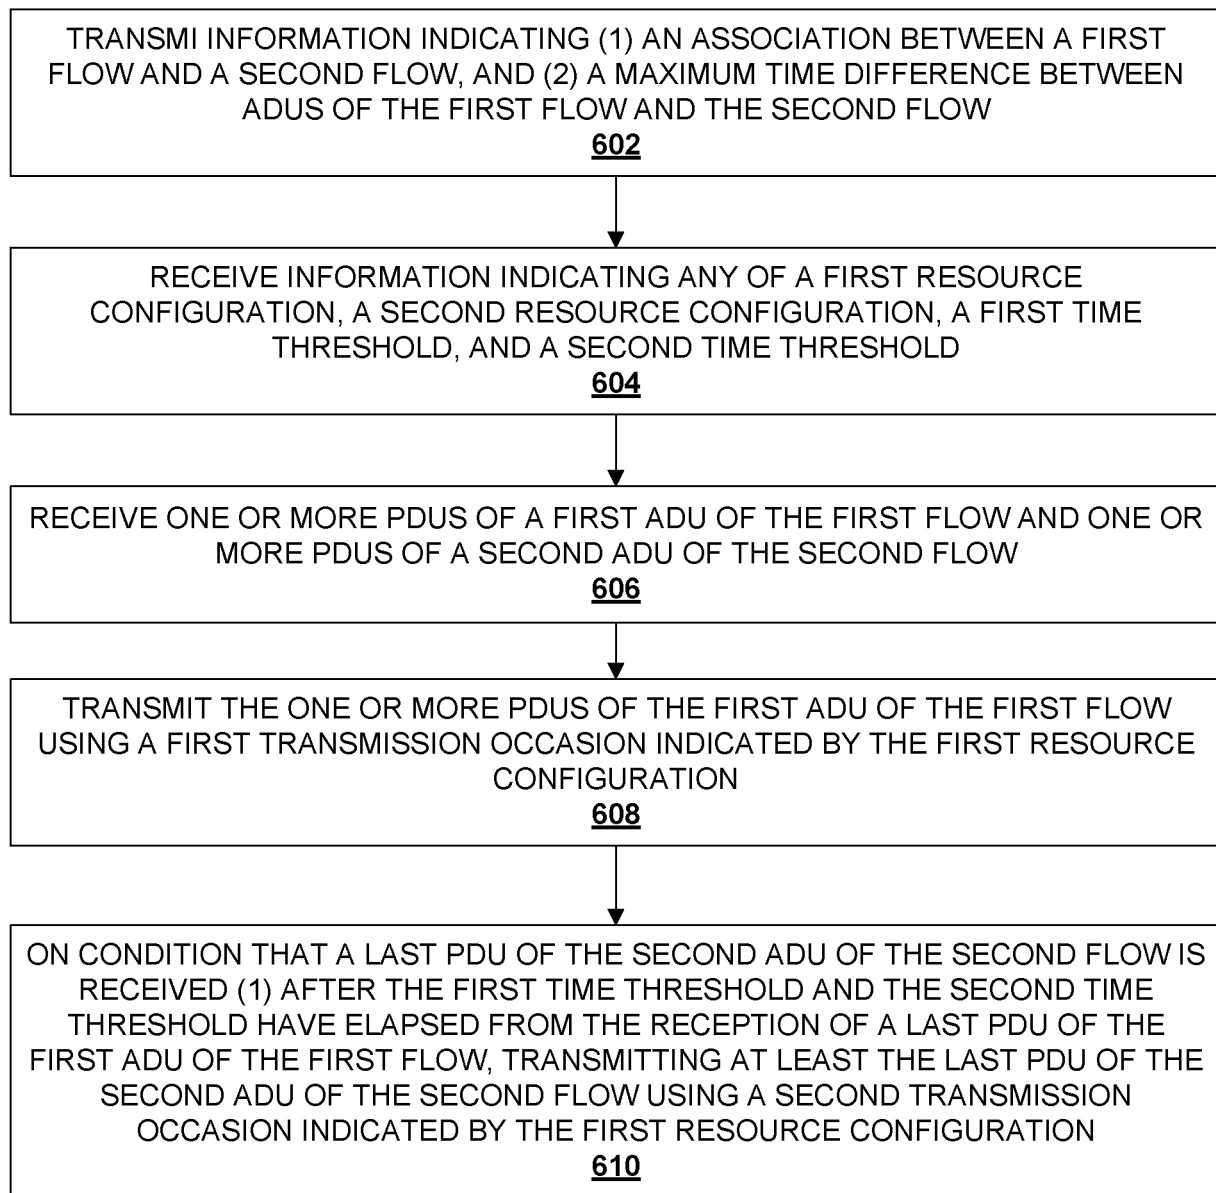 TRANSMI INFORMATION INDICATING (1) AN ASSOCIATION BETWEEN A FIRST
FLOW AND A SECOND FLOW, AND (2) A MAXIMUM TIME DIFFERENCE BETWEEN
ADUS OF THE FIRST FLOW AND THE SECOND FLOW
602
RECEIVE INFORMATION INDICATING ANY OF A FIRST RESOURCE
CONFIGURATION, A SECOND RESOURCE CONFIGURATION, A FIRST TIME
THRESHOLD, AND A SECOND TIME THRESHOLD
604
RECEIVE ONE OR MORE PDUS OF A FIRST ADU OF THE FIRST FLOW AND ONE OR
MORE PDUS OF A SECOND ADU OF THE SECOND FLOW
606
TRANSMIT THE ONE OR MORE PDUS OF THE FIRST ADU OF THE FIRST FLOW
USING A FIRST TRANSMISSION OCCASION INDICATED BY THE FIRST RESOURCE
CONFIGURATION
608
ON CONDITION THAT A LAST PDU OF THE SECOND ADU OF THE SECOND FLOW IS
RECEIVED (1) AFTER THE FIRST TIME THRESHOLD AND THE SECOND TIME
THRESHOLD HAVE ELAPSED FROM THE RECEPTION OF A LAST PDU OF THE
FIRST ADU OF THE FIRST FLOW, TRANSMITTING AT LEAST THE LAST PDU OF THE
SECOND ADU OF THE SECOND FLOW USING A SECOND TRANSMISSION
OCCASION INDICATED BY THE FIRST RESOURCE CONFIGURATION
610